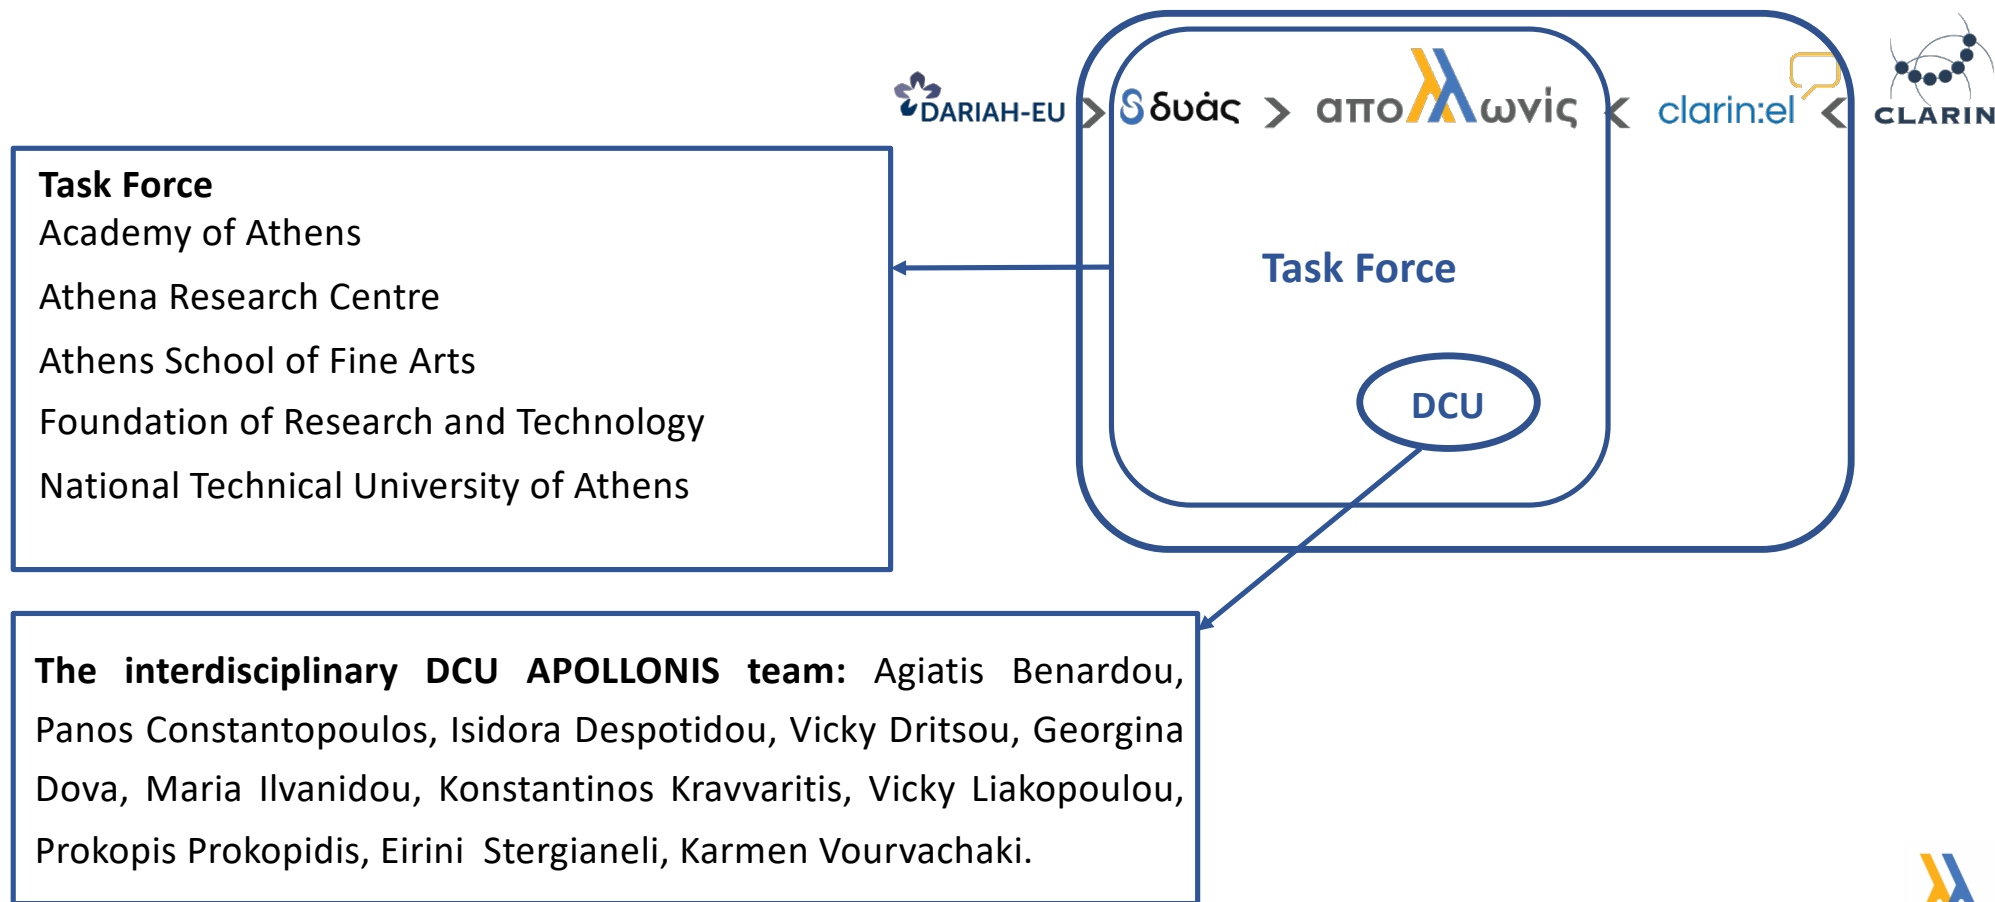 DARIAH-EU > δυάς > απολλωνίς < clarin:el < CLARIN
Task Force
Academy of Athens
Athena Research Centre
Athens School of Fine Arts
Foundation of Research and Technology
National Technical University of Athens
Task Force
DCU
The interdisciplinary DCU APOLLONIS team: Agiatis Benardou,
Panos Constantopoulos, Isidora Despotidou, Vicky Dritsou, Georgina
Dova, Maria Ilvanidou, Konstantinos Kravvaritis, Vicky Liakopoulou,
Prokopis Prokopidis, Eirini Stergianeli, Karmen Vourvachaki.